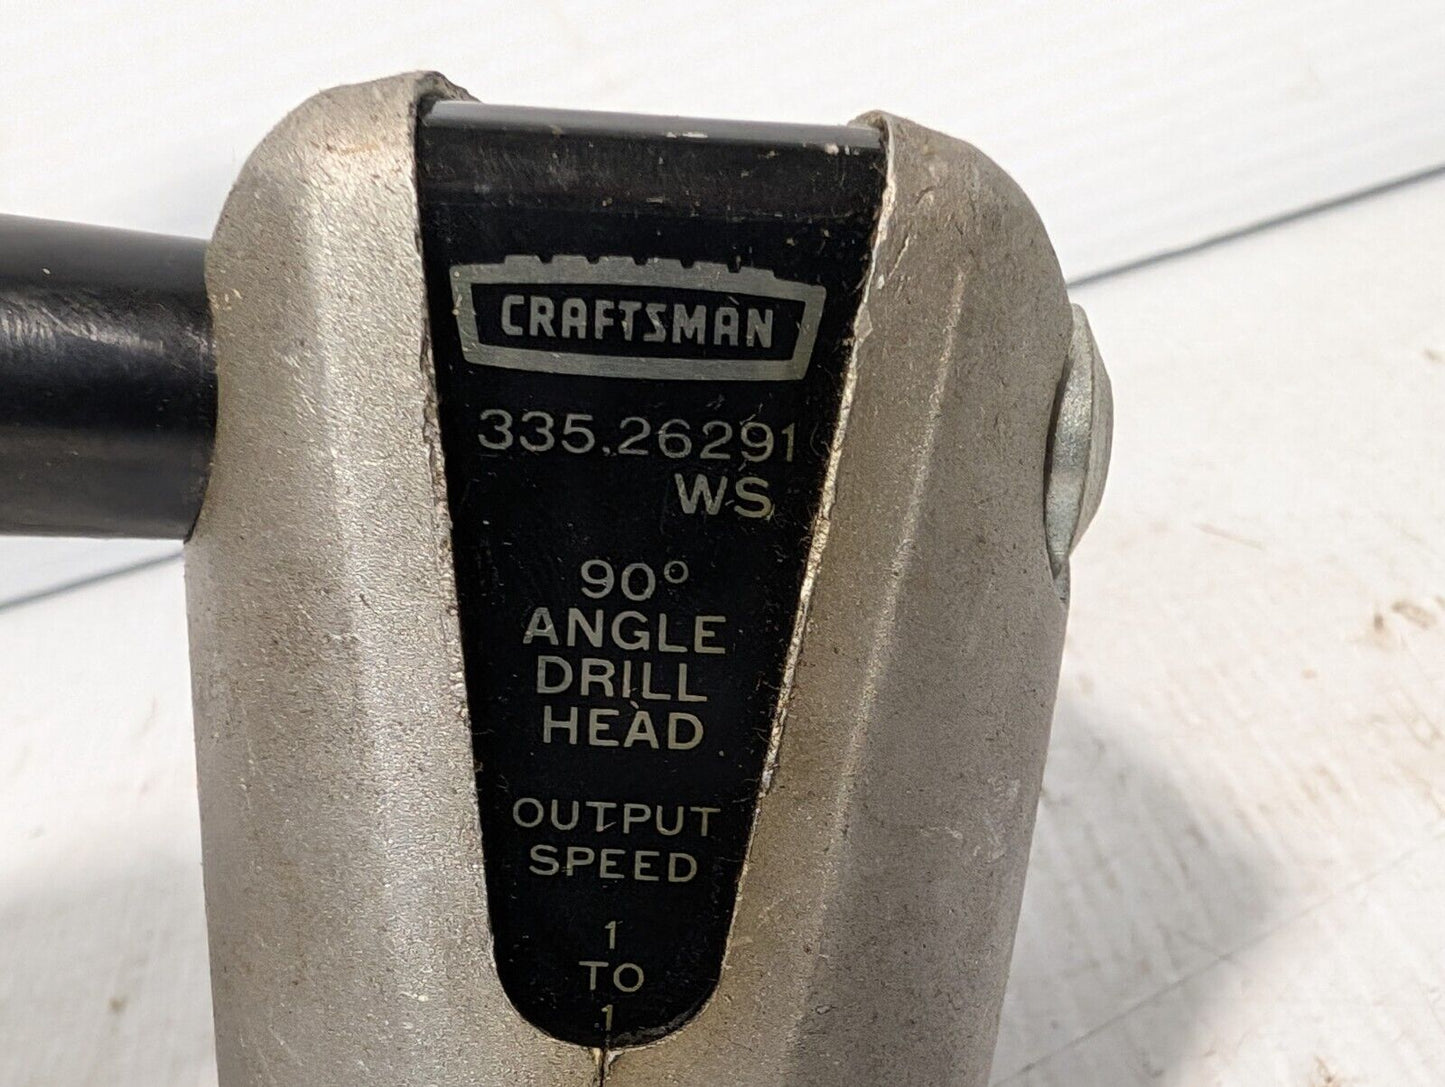 CRAFTSMAN
335.26291
WS
90°
ANGLE
DRILL
HEAD
OUTPUT
SPEED
1
TO
1